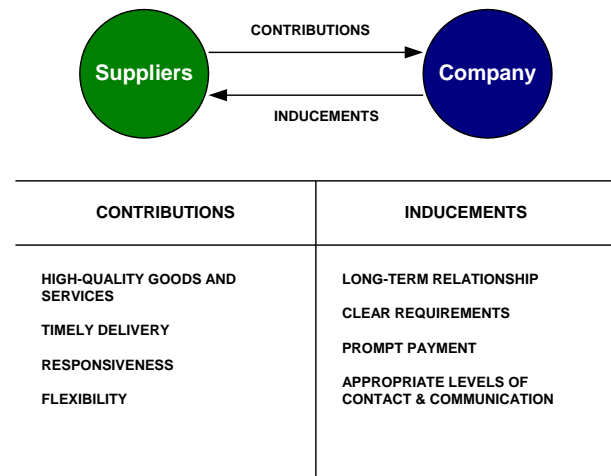 CONTRIBUTIONS
Suppliers
Company
INDUCEMENTS
CONTRIBUTIONS
INDUCEMENTS
HIGH-QUALITY GOODS AND
SERVICES
TIMELY DELIVERY
RESPONSIVENESS
FLEXIBILITY
LONG-TERM RELATIONSHIP
CLEAR REQUIREMENTS
PROMPT PAYMENT
APPROPRIATE LEVELS OF
CONTACT & COMMUNICATION